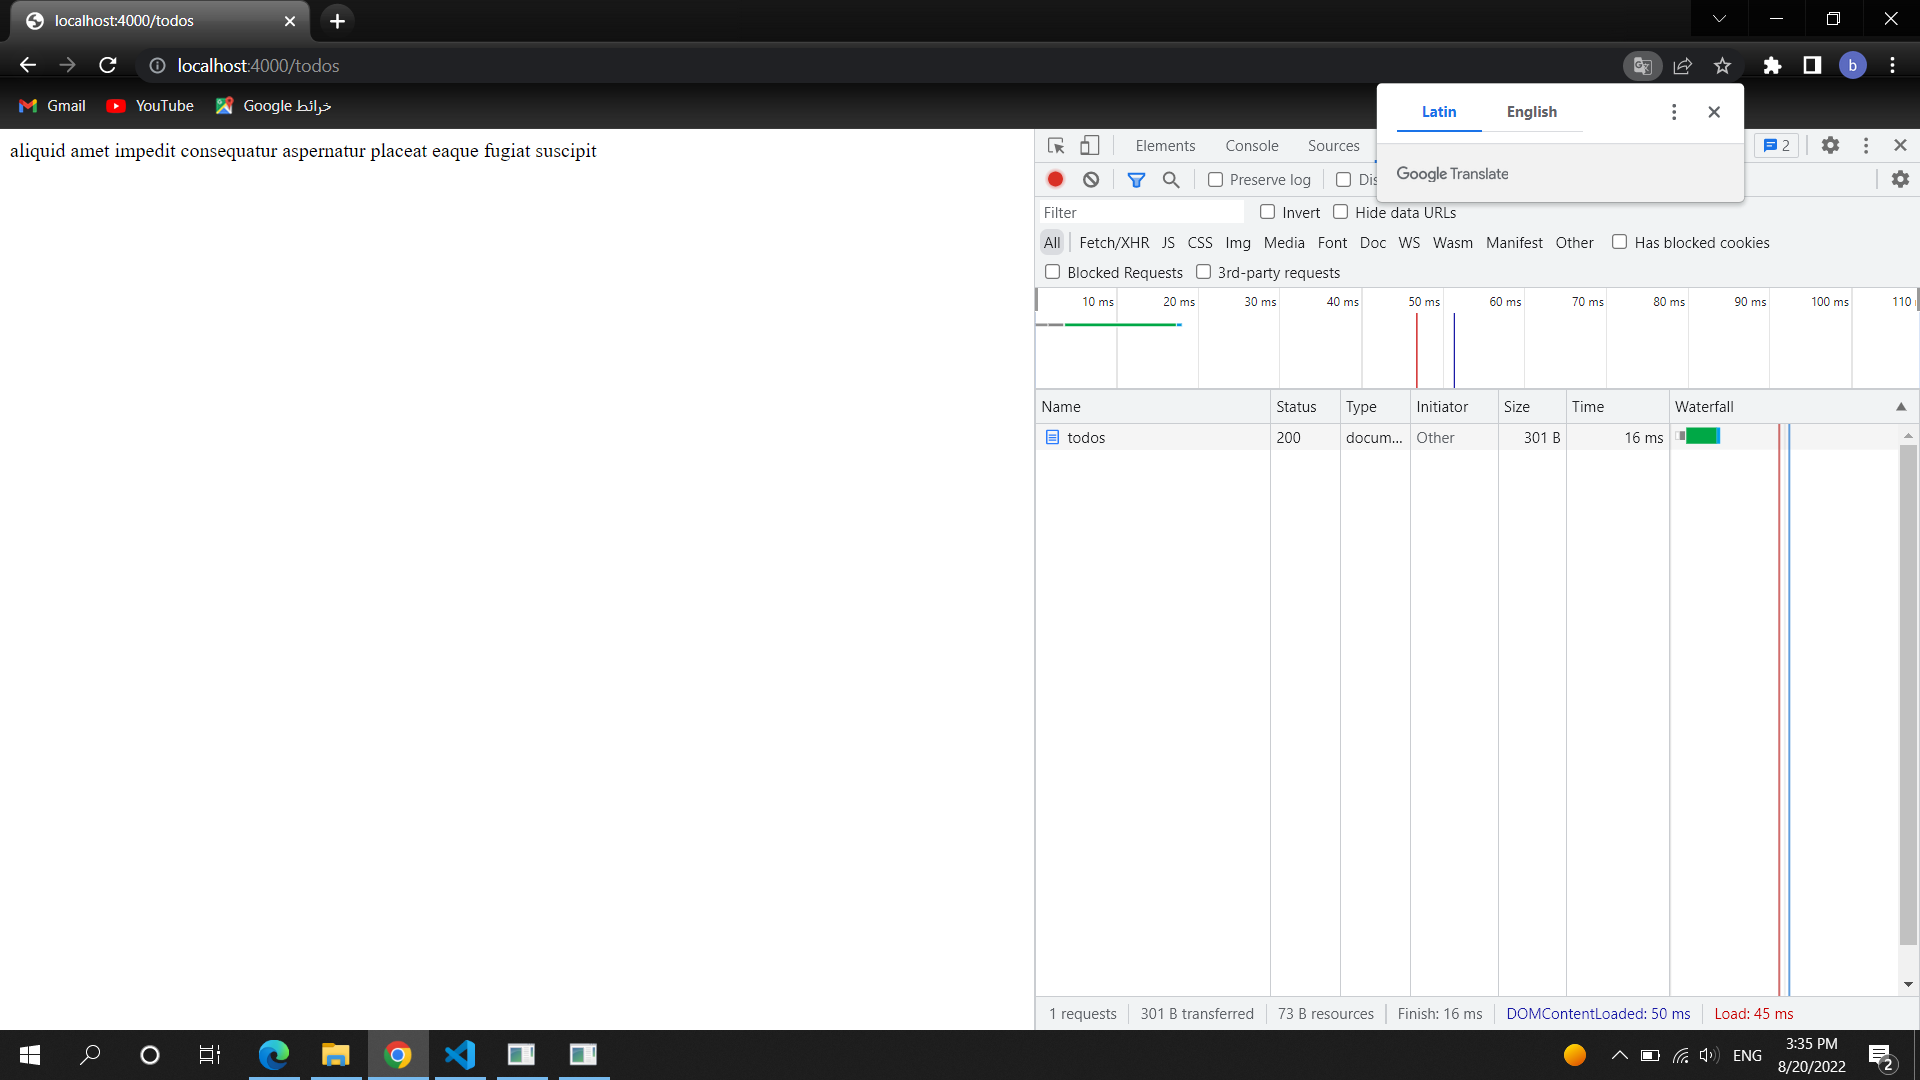 localhost:4000/todos
localhost:4000/todos
Gmail YouTube Google خرائط
Latin English
Google Translate
aliquid amet impedit consequatur aspernatur placeat eaque fugiat suscipit
Elements Console Sources 2
Preserve log Dis
Filter Invert Hide data URLs
All Fetch/XHR JS CSS Img Media Font Doc WS Wasm Manifest Other Has blocked cookies
Blocked Requests 3rd-party requests
10 ms 20 ms 30 ms 40 ms 50 ms 60 ms 70 ms 80 ms 90 ms 100 ms 110
Name Status Type Initiator Size Time Waterfall
todos 200 docum... Other 301 B 16 ms
1 requests 301 B transferred 73 B resources Finish: 16 ms DOMContentLoaded: 50 ms Load: 45 ms
b
ENG
3:35 PM
8/20/2022
2